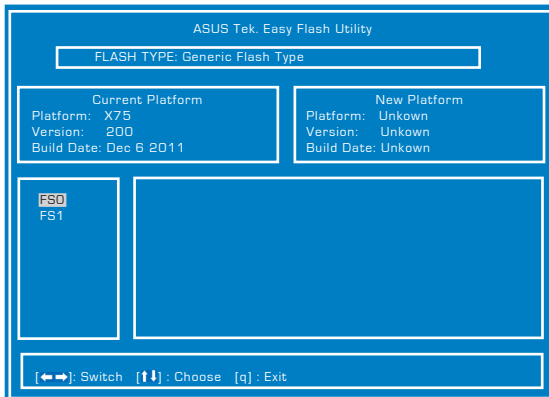 ASUS Tek. Easy Flash Utility
FLASH TYPE: Generic Flash Type
Current Platform
Platform: X75
Version: 200
Build Date: Dec 6 2011
New Platform
Platform: Unkown
Version: Unkown
Build Date: Unkown
FS0
FS1
[←→]: Switch [↑↓] : Choose [q] : Exit